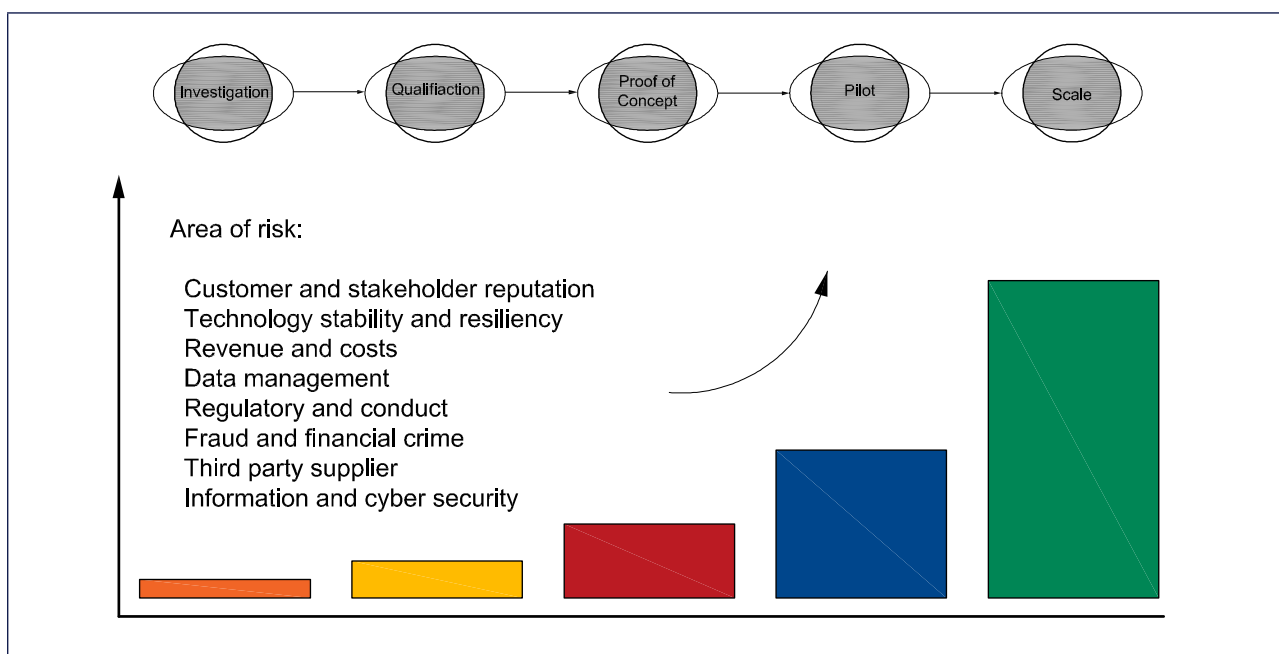 Investigation
Qualifiaction
Proof of
Concept
Pilot
Scale
Area of risk:
Customer and stakeholder reputation
Technology stability and resiliency
Revenue and costs
Data management
Regulatory and conduct
Fraud and financial crime
Third party supplier
Information and cyber security